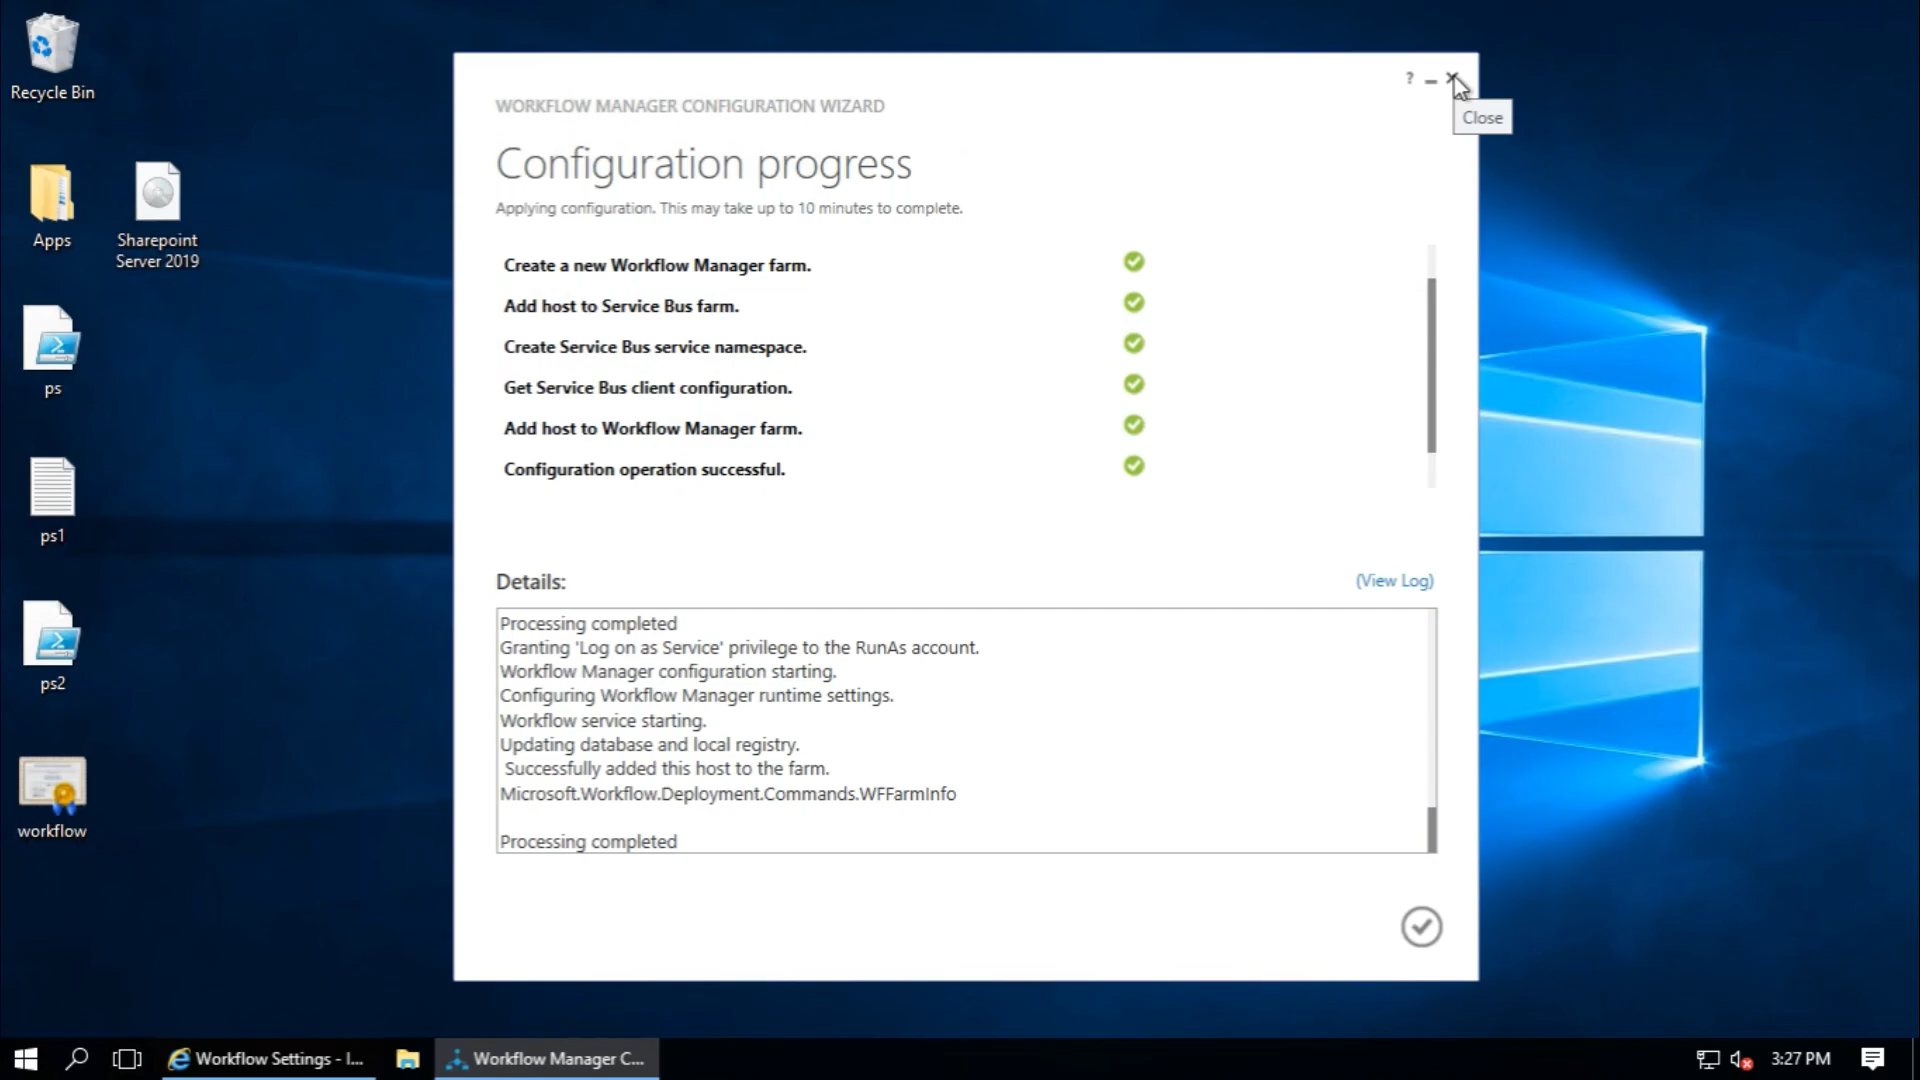 Recycle Bin
Apps
Sharepoint
Server 2019
ps
ps1
ps2
workflow
? 
Close
WORKFLOW MANAGER CONFIGURATION WIZARD
Configuration progress
Applying configuration. This may take up to 10 minutes to complete.
Create a new Workflow Manager farm.
Add host to Service Bus farm.
Create Service Bus service namespace.
Get Service Bus client configuration.
Add host to Workflow Manager farm.
Configuration operation successful.
Details:
(View Log)
Processing completed
Granting 'Log on as Service' privilege to the RunAs account.
Workflow Manager configuration starting.
Configuring Workflow Manager runtime settings.
Workflow service starting.
Updating database and local registry.
Successfully added this host to the farm.
Microsoft.Workflow.Deployment.Commands.WFFarmInfo
Processing completed
Workflow Settings - I...
Workflow Manager C...
3:27 PM